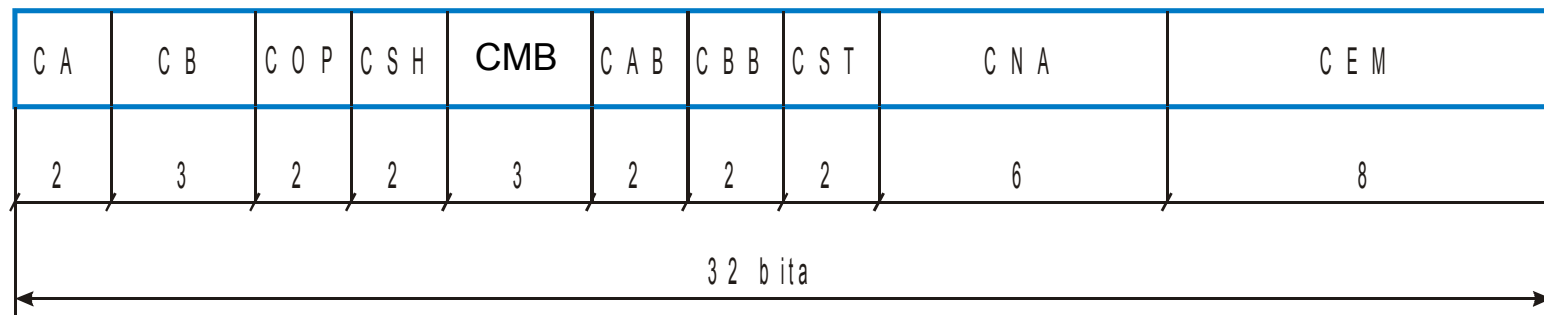 CA CB COP CSH CMB CAB CBB CST CNA CEM
2 3 2 2 3 2 2 2 6 8
32 bita